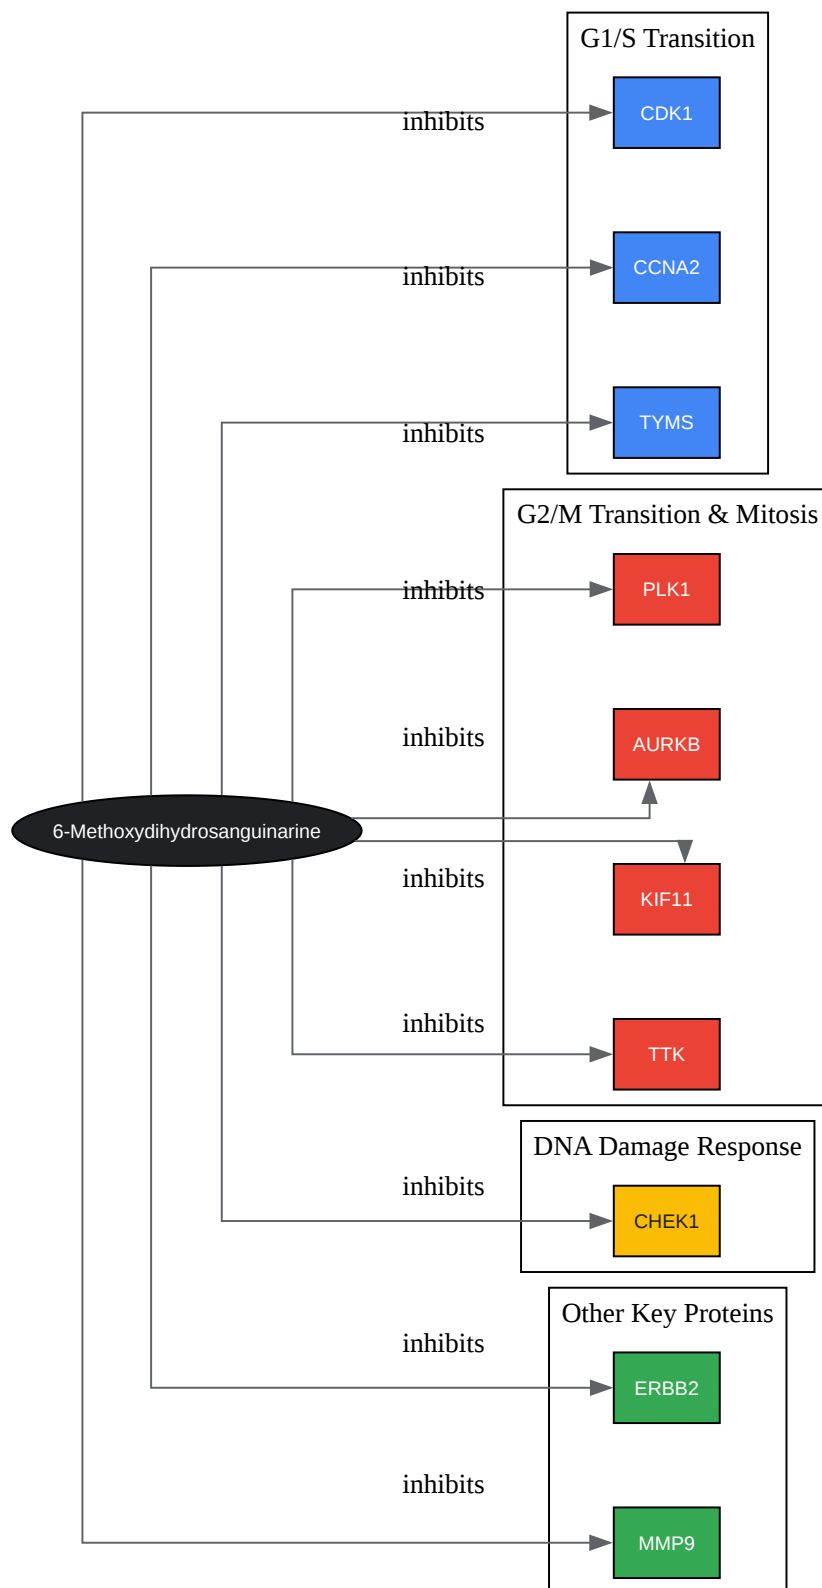 G1/S Transition
CDK1
inhibits
CCNA2
inhibits
TYMS
inhibits
G2/M Transition & Mitosis
PLK1
inhibits
AURKB
inhibits
6-Methoxydihydrosanguinarine
KIF11
inhibits
TTK
inhibits
DNA Damage Response
CHEK1
inhibits
Other Key Proteins
ERBB2
inhibits
MMP9
inhibits